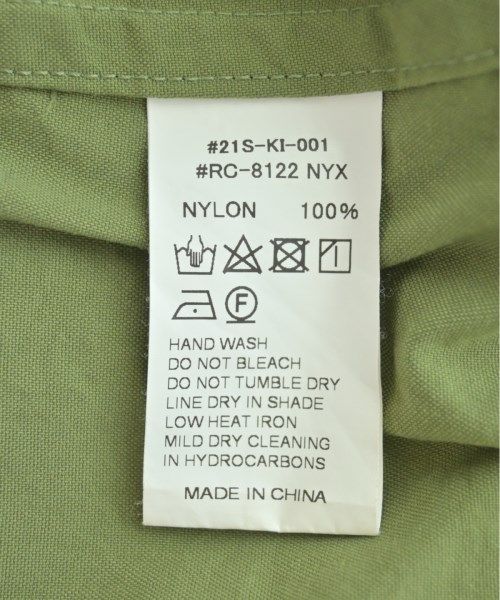 #21S-KI-001
#RC-8122 NYX
NYLON 100%
F
HAND WASH
DO NOT BLEACH
DO NOT TUMBLE DRY
LINE DRY IN SHADE
LOW HEAT IRON
MILD DRY CLEANING
IN HYDROCARBONS
MADE IN CHINA